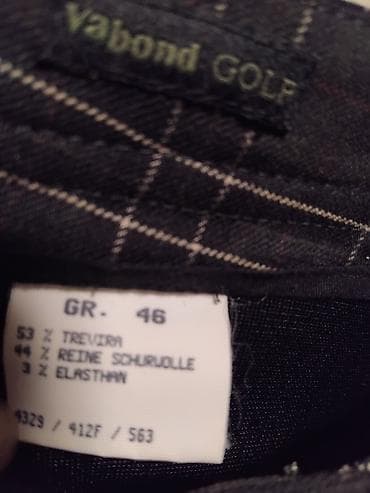 vabond GOLF
GR. 46
53 % TREVIRA
44 % REINE SCHURWOLLE
3 % ELASTHAN
4329 / 412F / 563